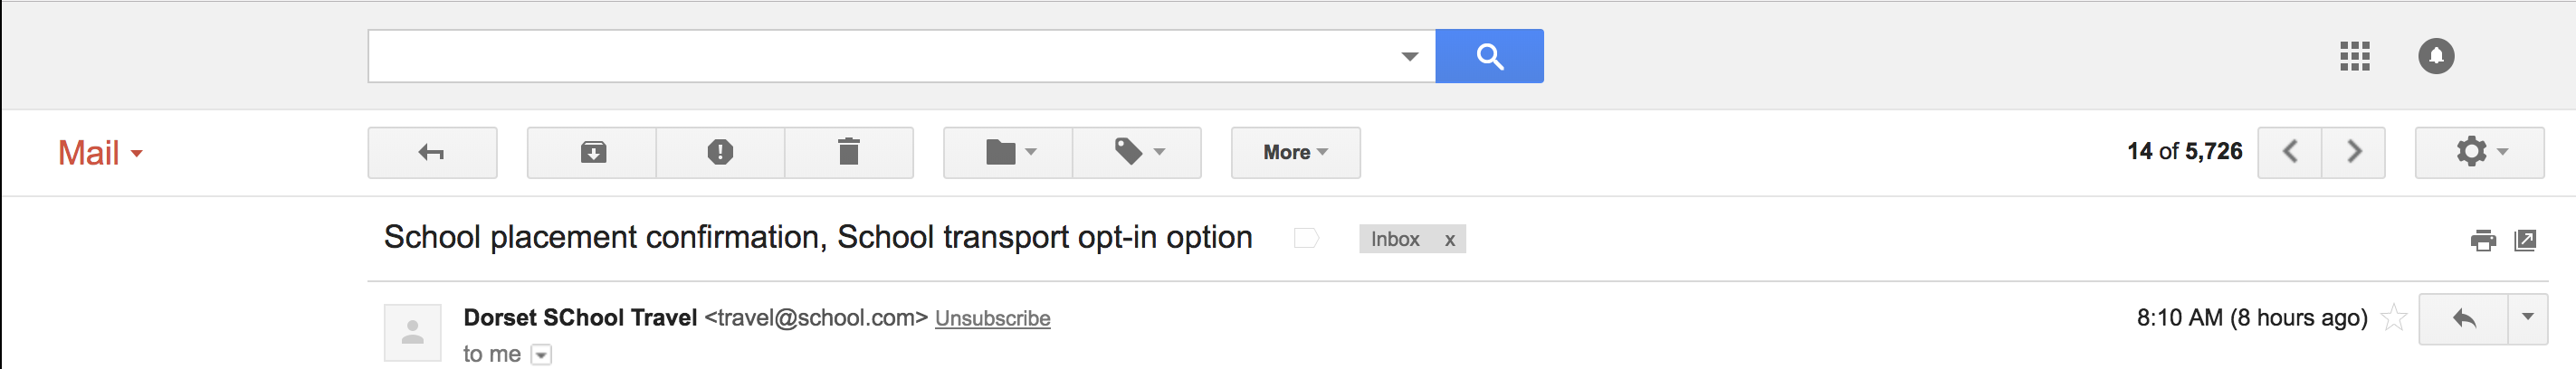 Mail
More
14 of 5,726
School placement confirmation, School transport opt-in option
Inbox x
Dorset SChool Travel <travel@school.com> Unsubscribe
8:10 AM (8 hours ago)
to me